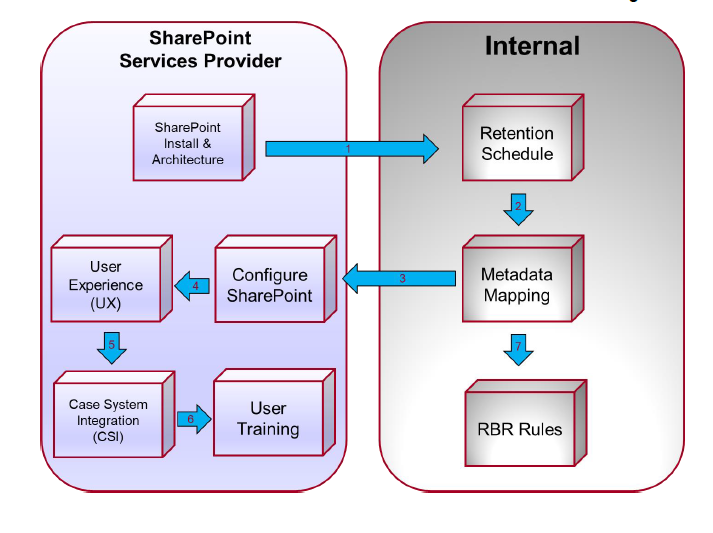 SharePoint
Services Provider
Internal
SharePoint
Install &
Architecture
1
Retention
Schedule
2
User
Experience
(UX)
4
Configure
SharePoint
3
Metadata
Mapping
5
7
Case System
Integration
(CSI)
6
User
Training
RBR Rules